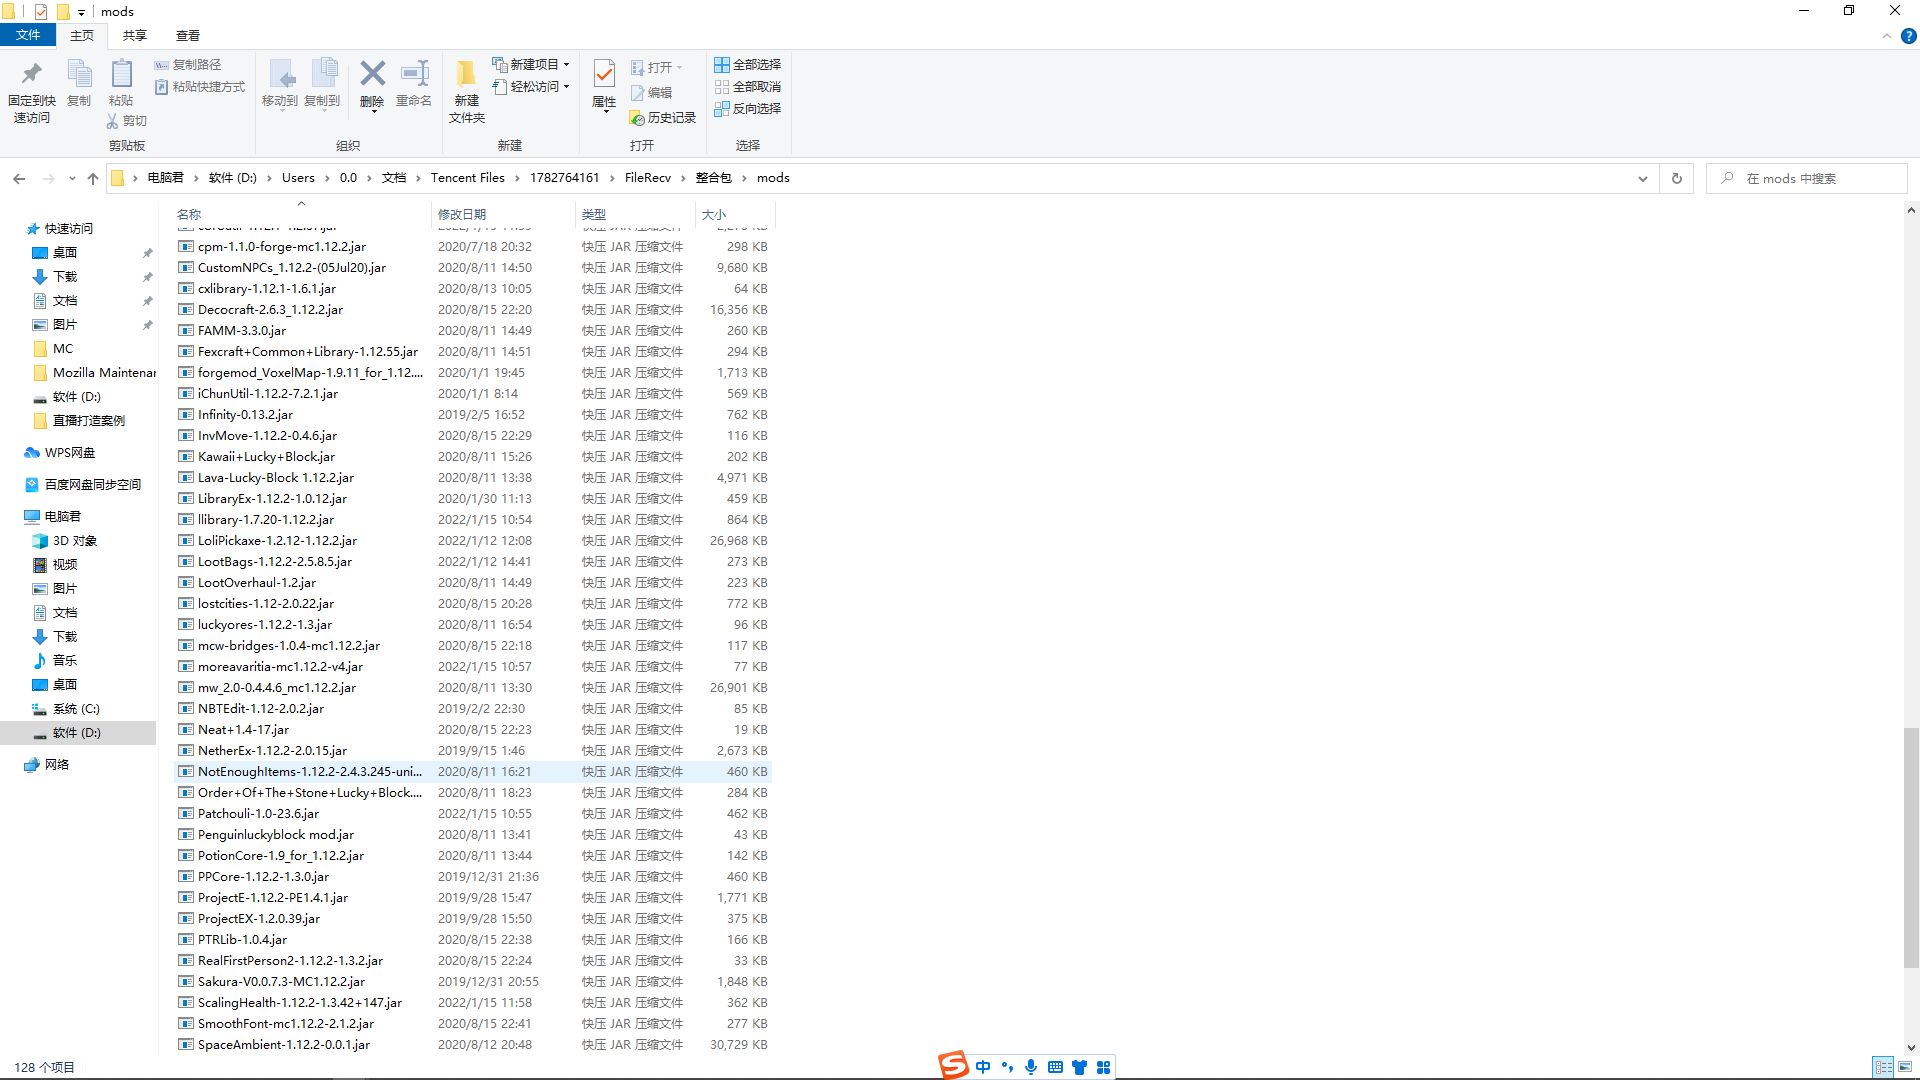 mods
文件 主页 共享 查看
固定到快速访问
复制
粘贴
复制路径
粘贴快捷方式
剪切
剪贴板
移动到
复制到
删除
重命名
组织
新建文件夹
新建项目
轻松访问
新建
属性
打开
编辑
历史记录
打开
全部选择
全部取消
反向选择
选择
电脑君 › 软件 (D:) › Users › 0.0 › 文档 › Tencent Files › 1782764161 › FileRecv › 整合包 › mods
在 mods 中搜索
快速访问
桌面
下载
文档
图片
MC
Mozilla Maintenan
软件 (D:)
直播打造案例
WPS网盘
百度网盘同步空间
电脑君
3D 对象
视频
图片
文档
下载
音乐
桌面
系统 (C:)
软件 (D:)
网络
名称 修改日期 类型 大小
cpm-1.1.0-forge-mc1.12.2.jar 2020/7/18 20:32 快压 JAR 压缩文件 298 KB
CustomNPCs_1.12.2-(05Jul20).jar 2020/8/11 14:50 快压 JAR 压缩文件 9,680 KB
cxlibrary-1.12.1-1.6.1.jar 2020/8/13 10:05 快压 JAR 压缩文件 64 KB
Decocraft-2.6.3_1.12.2.jar 2020/8/15 22:20 快压 JAR 压缩文件 16,356 KB
FAMM-3.3.0.jar 2020/8/11 14:49 快压 JAR 压缩文件 260 KB
Fexcraft+Common+Library-1.12.55.jar 2020/8/11 14:51 快压 JAR 压缩文件 294 KB
forgemod_VoxelMap-1.9.11_for_1.12.... 2020/1/1 19:45 快压 JAR 压缩文件 1,713 KB
iChunUtil-1.12.2-7.2.1.jar 2020/1/1 8:14 快压 JAR 压缩文件 569 KB
Infinity-0.13.2.jar 2019/2/5 16:52 快压 JAR 压缩文件 762 KB
InvMove-1.12.2-0.4.6.jar 2020/8/15 22:29 快压 JAR 压缩文件 116 KB
Kawaii+Lucky+Block.jar 2020/8/11 15:26 快压 JAR 压缩文件 202 KB
Lava-Lucky-Block 1.12.2.jar 2020/8/11 13:38 快压 JAR 压缩文件 4,971 KB
LibraryEx-1.12.2-1.0.12.jar 2020/1/30 11:13 快压 JAR 压缩文件 459 KB
llibrary-1.7.20-1.12.2.jar 2022/1/15 10:54 快压 JAR 压缩文件 864 KB
LoliPickaxe-1.2.12-1.12.2.jar 2022/1/12 12:08 快压 JAR 压缩文件 26,968 KB
LootBags-1.12.2-2.5.8.5.jar 2022/1/12 14:41 快压 JAR 压缩文件 273 KB
LootOverhaul-1.2.jar 2020/8/11 14:49 快压 JAR 压缩文件 223 KB
lostcities-1.12-2.0.22.jar 2020/8/15 20:28 快压 JAR 压缩文件 772 KB
luckyores-1.12.2-1.3.jar 2020/8/11 16:54 快压 JAR 压缩文件 96 KB
mcw-bridges-1.0.4-mc1.12.2.jar 2020/8/15 22:18 快压 JAR 压缩文件 117 KB
moreavaritia-mc1.12.2-v4.jar 2022/1/15 10:57 快压 JAR 压缩文件 77 KB
mw_2.0-0.4.4.6_mc1.12.2.jar 2020/8/11 13:30 快压 JAR 压缩文件 26,901 KB
NBTEdit-1.12-2.0.2.jar 2019/2/2 22:30 快压 JAR 压缩文件 85 KB
Neat+1.4-17.jar 2020/8/15 22:23 快压 JAR 压缩文件 19 KB
NetherEx-1.12.2-2.0.15.jar 2019/9/15 1:46 快压 JAR 压缩文件 2,673 KB
NotEnoughItems-1.12.2-2.4.3.245-uni... 2020/8/11 16:21 快压 JAR 压缩文件 460 KB
Order+Of+The+Stone+Lucky+Block.... 2020/8/11 18:23 快压 JAR 压缩文件 284 KB
Patchouli-1.0-23.6.jar 2022/1/15 10:55 快压 JAR 压缩文件 462 KB
Penguinluckyblock mod.jar 2020/8/11 13:41 快压 JAR 压缩文件 43 KB
PotionCore-1.9_for_1.12.2.jar 2020/8/11 13:44 快压 JAR 压缩文件 142 KB
PPCore-1.12.2-1.3.0.jar 2019/12/31 21:36 快压 JAR 压缩文件 460 KB
ProjectE-1.12.2-PE1.4.1.jar 2019/9/28 15:47 快压 JAR 压缩文件 1,771 KB
ProjectEX-1.2.0.39.jar 2019/9/28 15:50 快压 JAR 压缩文件 375 KB
PTRLib-1.0.4.jar 2020/8/15 22:38 快压 JAR 压缩文件 166 KB
RealFirstPerson2-1.12.2-1.3.2.jar 2020/8/15 22:24 快压 JAR 压缩文件 33 KB
Sakura-V0.0.7.3-MC1.12.2.jar 2019/12/31 20:55 快压 JAR 压缩文件 1,848 KB
ScalingHealth-1.12.2-1.3.42+147.jar 2022/1/15 11:58 快压 JAR 压缩文件 362 KB
SmoothFont-mc1.12.2-2.1.2.jar 2020/8/15 22:41 快压 JAR 压缩文件 277 KB
SpaceAmbient-1.12.2-0.0.1.jar 2020/8/12 20:48 快压 JAR 压缩文件 30,729 KB
128 个项目
中